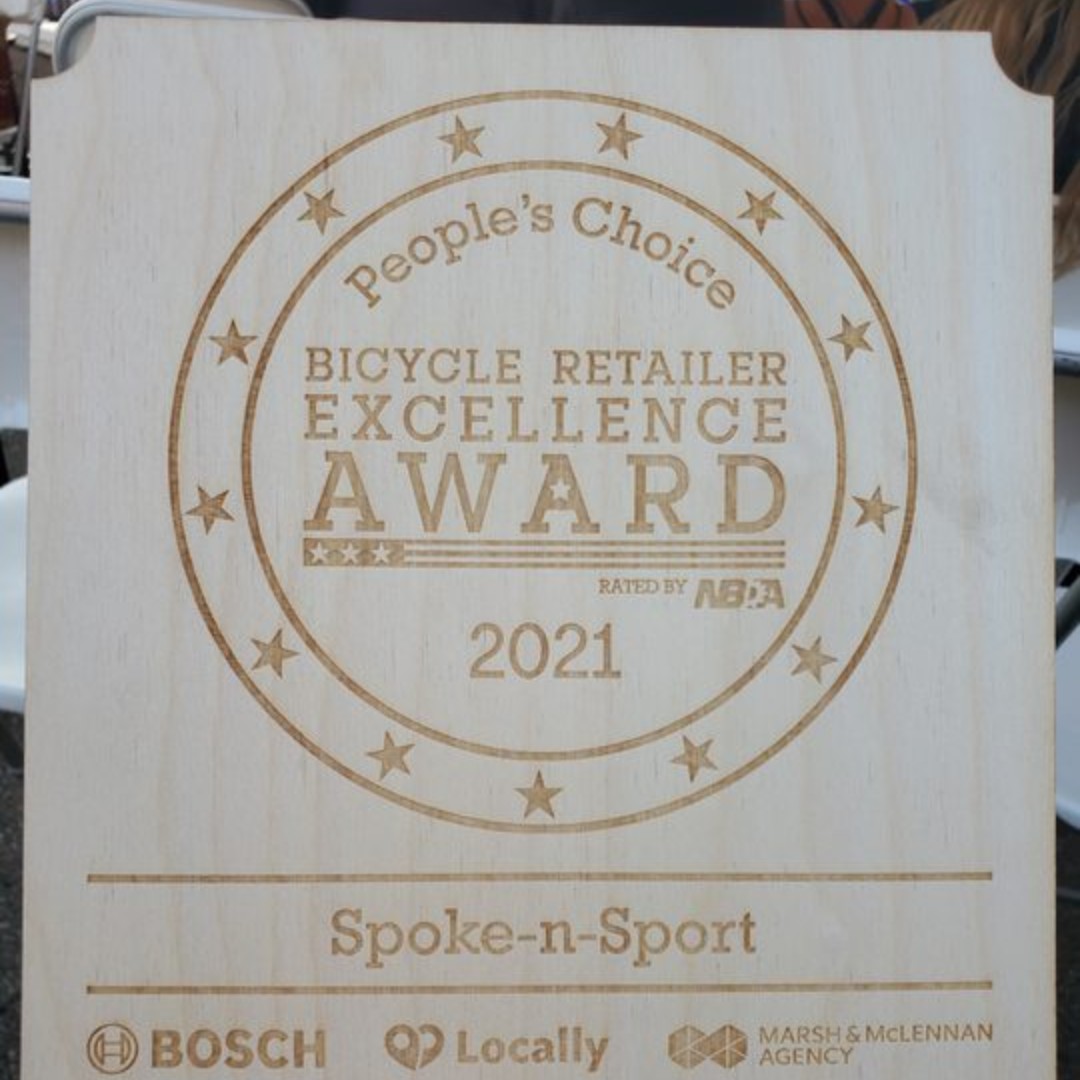 People's Choice
BICYCLE RETAILER
EXCELLENCE
AWARD
RATED BY NBDA
2021
Spoke-n-Sport
BOSCH
Locally
MARSH & McLENNAN
AGENCY